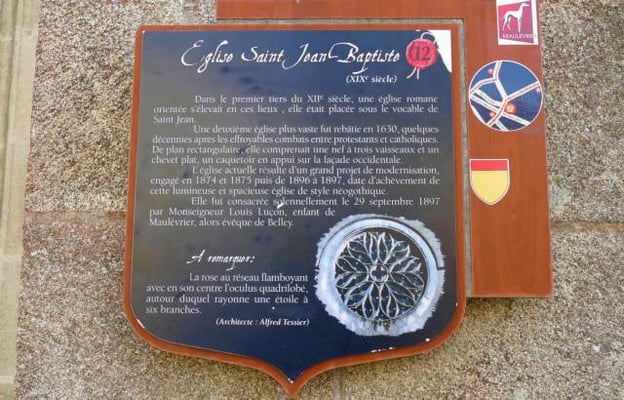 Eglise Saint Jean-Baptiste
12
(XIXe siècle)
Dans le premier tiers du XIIe siècle, une église romane
orientée s'élevait en ces lieux , elle était placée sous le vocable de
Saint Jean.
Une deuxième église plus vaste fut rebâtie en 1630, quelques
décennies après les effroyables combats entre protestants et catholiques.
De plan rectangulaire, elle comprenait une nef à trois vaisseaux et un
chevet plat, un caquetoir en appui sur la façade occidentale.
L'église actuelle résulte d'un grand projet de modernisation,
engagé en 1874 et 1875 puis de 1896 à 1897, date d'achèvement de
cette lumineuse et spacieuse église de style néogothique.
Elle fut consacrée solennellement le 29 septembre 1897
par Monseigneur Louis Luçon, enfant de
Maulévrier, alors évêque de Belley.
A remarquer:
La rose au réseau flamboyant
avec en son centre l'oculus quadrilobé,
autour duquel rayonne une étoile à
six branches.
(Architecte : Alfred Tessier)
MAULÉVRIER
12